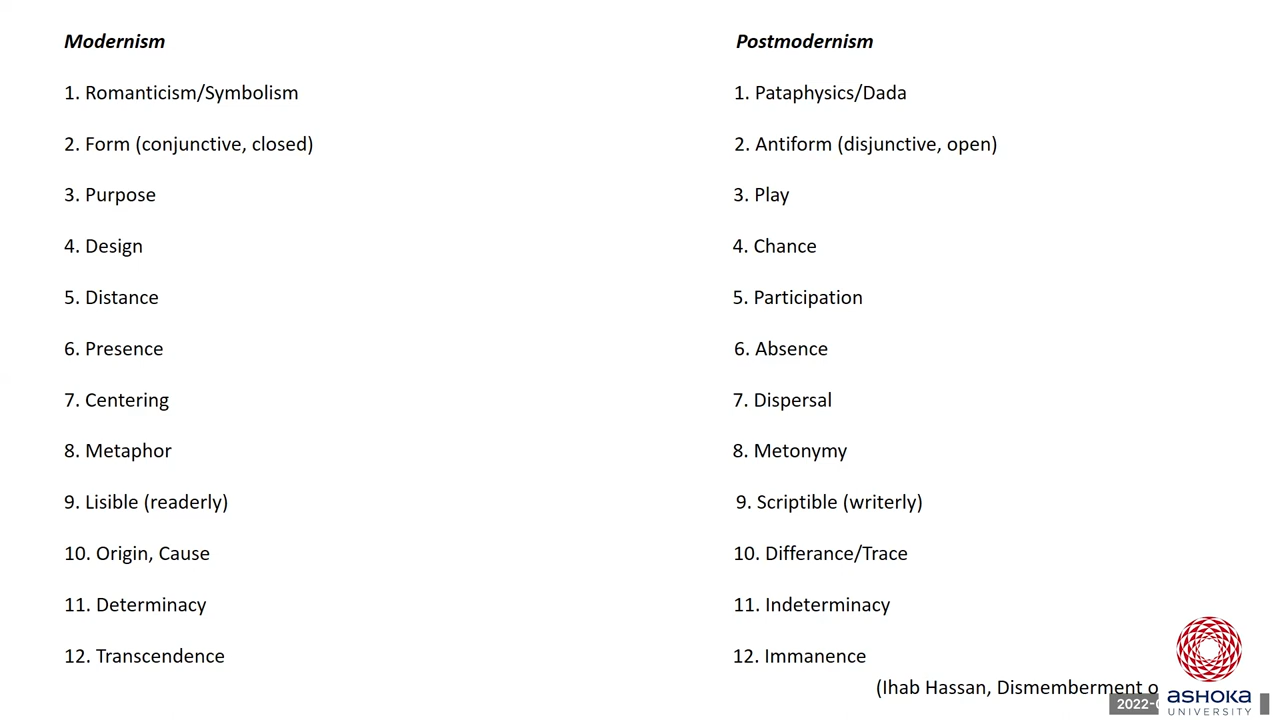 Modernism
Postmodernism
1. Romanticism/Symbolism
1. Pataphysics/Dada
2. Form (conjunctive, closed)
2. Antiform (disjunctive, open)
3. Purpose
3. Play
4. Design
4. Chance
5. Distance
5. Participation
6. Presence
6. Absence
7. Centering
7. Dispersal
8. Metaphor
8. Metonymy
9. Lisible (readerly)
9. Scriptible (writerly)
10. Origin, Cause
10. Differance/Trace
11. Determinacy
11. Indeterminacy
12. Transcendence
12. Immanence
(Ihab Hassan, Dismemberment o
ASHOKA
UNIVERSITY